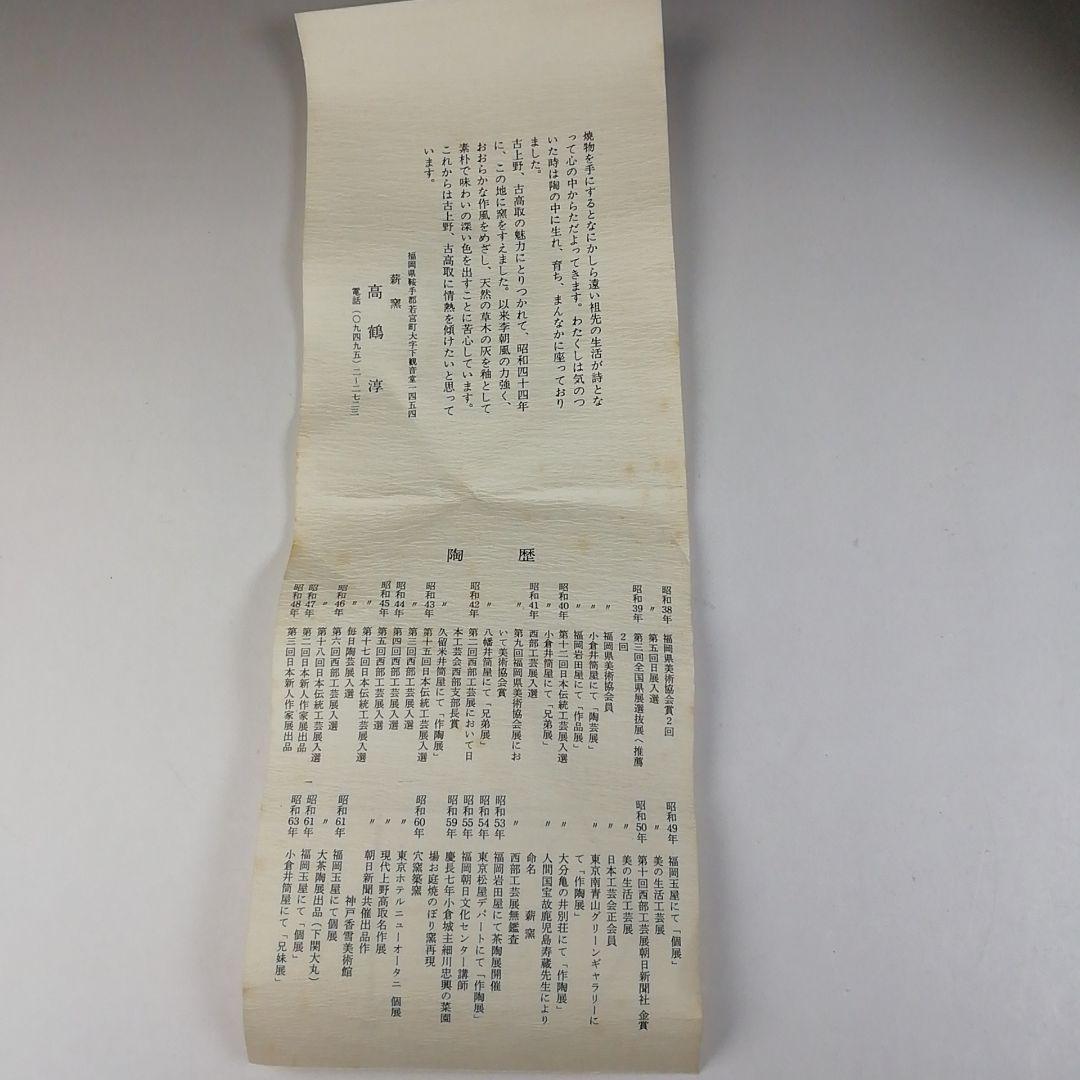 焼物を手にするとなにかしら遠い祖先の生活が詩とな
って心の中からただよってきます。わたくしは気のつ
いた時は陶の中に生れ、育ち、まんなかに座っており
ました。
古上野、古高取の魅力にとりつかれて、昭和四十四年
に、この地に窯をすえました。以来李朝風の力強く、
おおらかな作風をめざし、天然の草木の灰を釉として
素朴で味わいの深い色を出すことに苦心しています。
これからは古上野、古高取に情熱を傾けたいと思って
います。
福岡県鞍手郡若宮町大字下観音堂一四五四
薪窯
高鶴淳
電話(〇九四九五)二-二七二三
陶歴
昭和38年 福岡県美術協会賞2回
〃 第五回日展入選
昭和39年 第三回全国県展選抜展へ推薦
2回
〃 福岡県美術協会員
〃 小倉井筒屋にて「陶芸展」
〃 福岡岩田屋にて「作品展」
昭和40年 第十二回日本伝統工芸展入選
〃 小倉井筒屋にて「兄弟展」
昭和41年 西部工芸展入選
〃 第九回福岡県美術協会展にお
いて美術協会賞
〃 八幡井筒屋にて「兄弟展」
昭和42年 第二回西部工芸展において日
本工芸会西部支部長賞
〃 久留米井筒屋にて「作陶展」
昭和43年 第十五回日本伝統工芸展入選
〃 第三回西部工芸展入選
昭和44年 第四回西部工芸展入選
昭和45年 第五回西部工芸展入選
〃 第十七回日本伝統工芸展入選
〃 毎日陶芸展入選
昭和46年 第六回西部工芸展入選
〃 第十八回日本伝統工芸展入選
昭和47年 第二回日本新人作家展出品
昭和48年 第三回日本新人作家展出品
昭和49年 福岡玉屋にて「個展」
〃 美の生活工芸展
昭和50年 第十回西部工芸展朝日新聞社 金賞
〃 美の生活工芸展
〃 日本工芸会正会員
〃 東京南青山グリーンギャラリーに
て「作陶展」
〃 大分亀の井別荘にて「作陶展」
〃 人間国宝故鹿児島寿蔵先生により
命名 薪窯
〃 西部工芸展無鑑査
昭和53年 福岡岩田屋にて茶陶展開催
昭和54年 東京松屋デパートにて「作陶展」
昭和55年 福岡朝日文化センター講師
昭和59年 慶長七年小倉城主細川忠興の菜園
場お庭焼のぼり窯再現
昭和60年 穴窯築窯
〃 東京ホテルニューオータニ 個展
〃 現代上野高取名作展
〃 朝日新聞共催出品作
神戸香雪美術館
昭和61年 福岡玉屋にて個展
〃 大茶陶展出品(下関大丸)
昭和61年 福岡玉屋にて「個展」
昭和63年 小倉井筒屋にて「兄妹展」